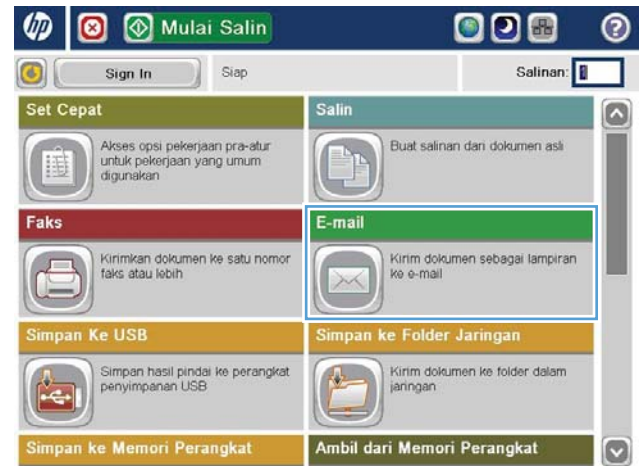 hp
Mulai Salin
?
Sign In
Siap
Salinan: 1
Set Cepat
Akses opsi pekerjaan pra-atur
untuk pekerjaan yang umum
digunakan
Salin
Buat salinan dari dokumen asli
Faks
Kirimkan dokumen ke satu nomor
faks atau lebih
E-mail
Kirim dokumen sebagai lampiran
ke e-mail
Simpan Ke USB
Simpan hasil pindai ke perangkat
penyimpanan USB
Simpan ke Folder Jaringan
Kirim dokumen ke folder dalam
jaringan
Simpan ke Memori Perangkat
Ambil dari Memori Perangkat